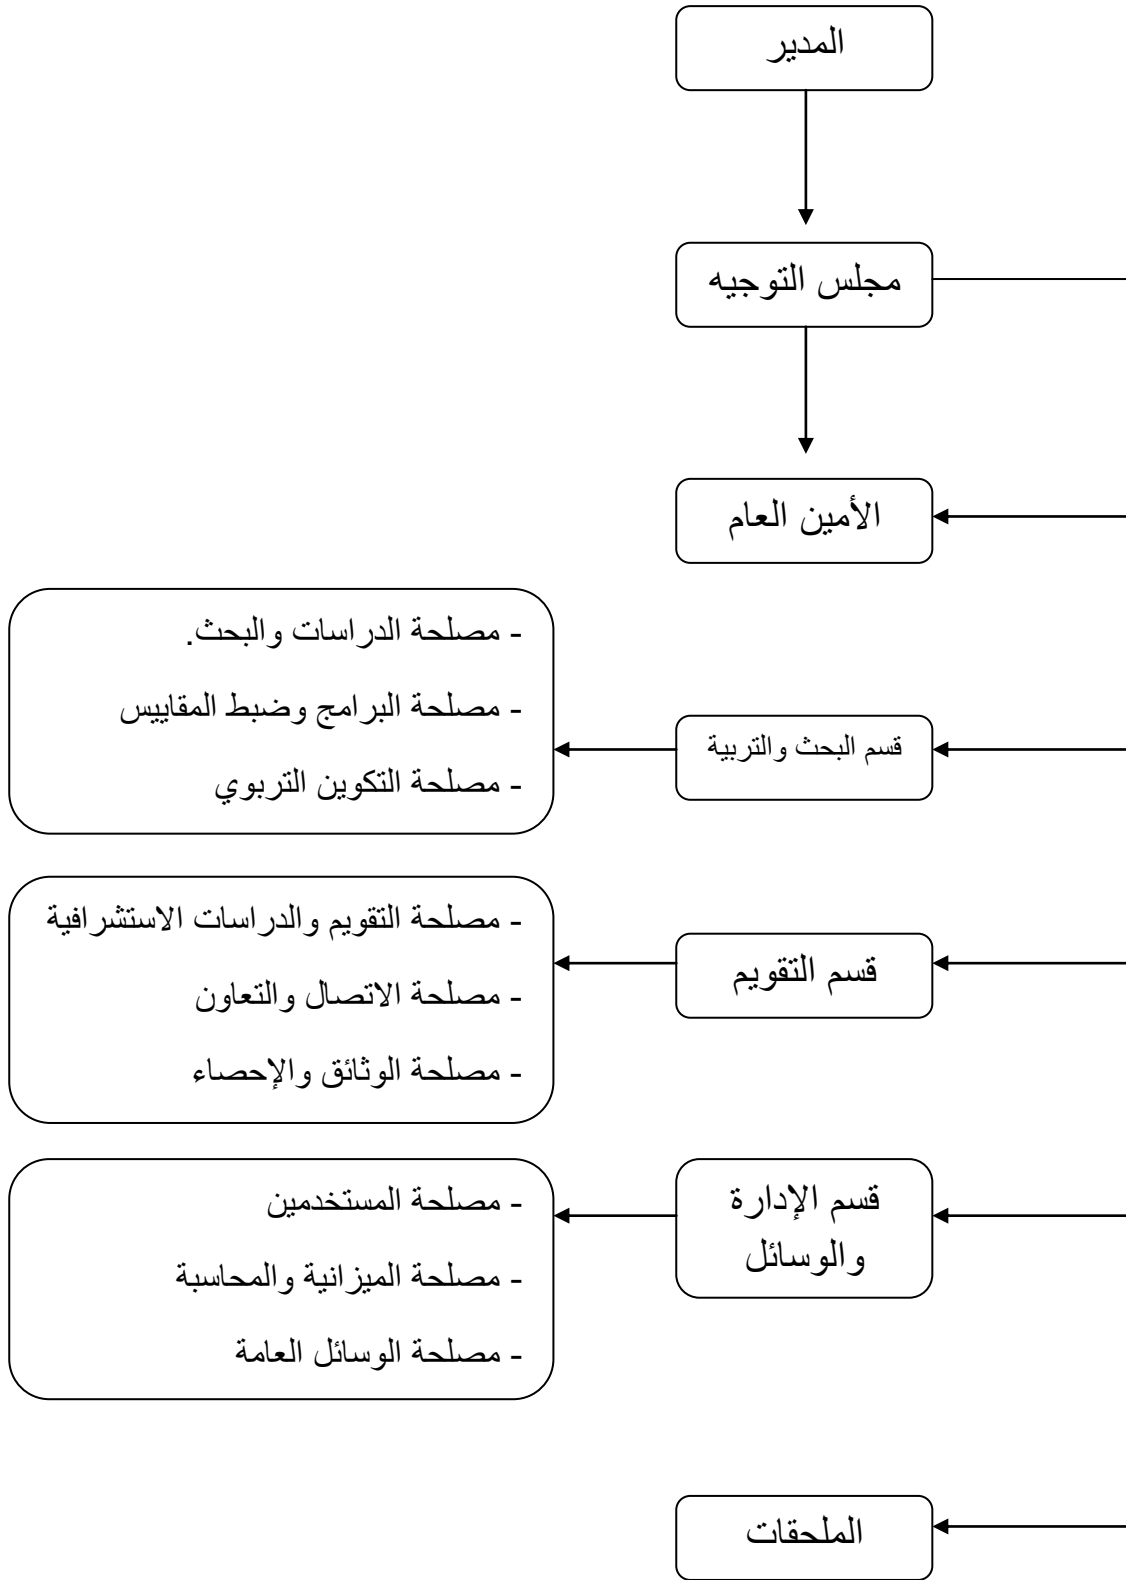 المدير
مجلس التوجيه
الأمين العام
قسم البحث والتربية
- مصلحة الدراسات والبحث.
- مصلحة البرامج وضبط المقاييس
- مصلحة التكوين التربوي
قسم التقويم
- مصلحة التقويم والدراسات الاستشرافية
- مصلحة الاتصال والتعاون
- مصلحة الوثائق والإحصاء
قسم الإدارة
والوسائل
- مصلحة المستخدمين
- مصلحة الميزانية والمحاسبة
- مصلحة الوسائل العامة
الملحقات